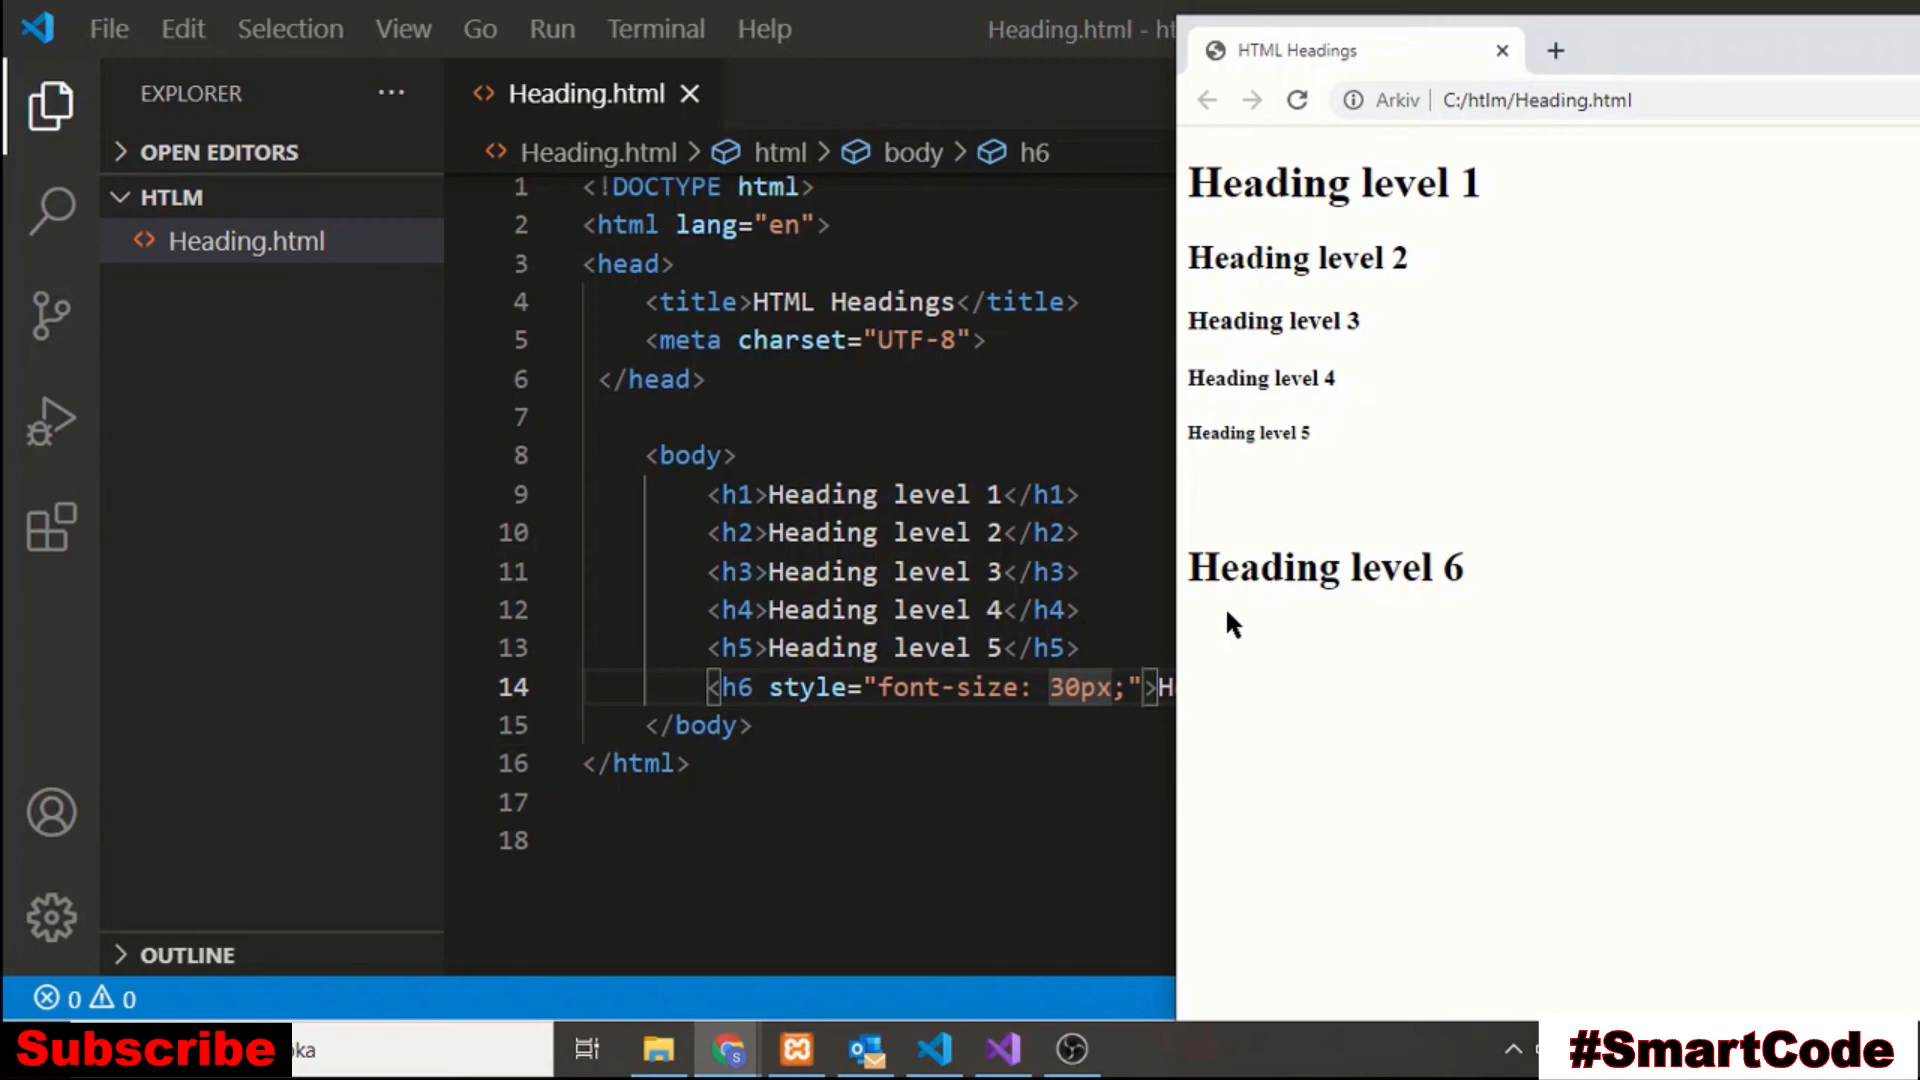 File Edit Selection View Go Run Terminal Help
Heading.html - ht
EXPLORER
OPEN EDITORS
HTLM
Heading.html
OUTLINE
Heading.html
Heading.html > html > body > h6
1 <!DOCTYPE html>
2 <html lang="en">
3 <head>
4 <title>HTML Headings</title>
5 <meta charset="UTF-8">
6 </head>
7
8 <body>
9 <h1>Heading level 1</h1>
10 <h2>Heading level 2</h2>
11 <h3>Heading level 3</h3>
12 <h4>Heading level 4</h4>
13 <h5>Heading level 5</h5>
14 <h6 style="font-size: 30px;">H
15 </body>
16 </html>
17
18
0 0
HTML Headings
Arkiv C:/htlm/Heading.html
Heading level 1
Heading level 2
Heading level 3
Heading level 4
Heading level 5
Heading level 6
Subscribe
#SmartCode